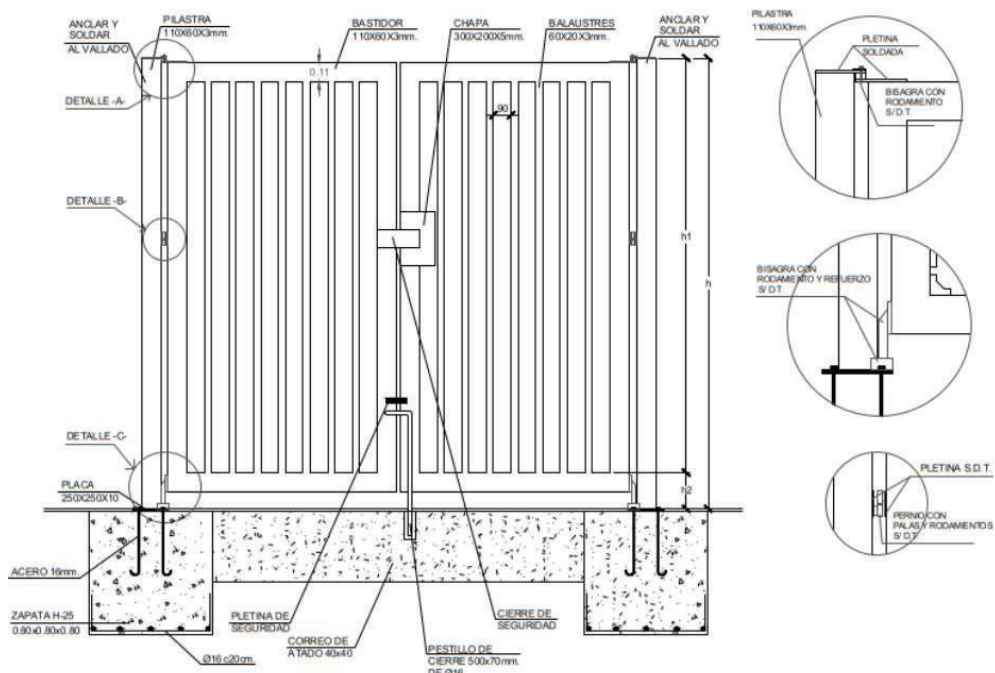 ANCLAR Y
SOLDAR
AL VALLADO
PILASTRA
110X60X3mm.
BASTIDOR
110X60X3mm.
CHAPA
300X200X5mm.
BALAUSTRES
60X20X3mm.
ANCLAR Y
SOLDAR
AL VALLADO
0.11
90
DETALLE -A-
DETALLE -B-
DETALLE -C-
h1
h
h2
PLACA
250X250X10
ACERO 16mm.
ZAPATA H-25
0.80x0.80x0.80
Ø16 c20cm.
PLETINA DE
SEGURIDAD
CORREO DE
ATADO 40x40
PESTILLO DE
CIERRE 500x70mm.
DE Ø16
CIERRE DE
SEGURIDAD
PILASTRA
110X60X3mm.
PLETINA
SOLDADA
BISAGRA CON
RODAMIENTO
S/D.T.
BISAGRA CON
RODAMIENTO Y REFUERZO
S/ D.T.
PLETINA S.D.T.
PERNIO CON
PALAS Y RODAMIENTOS
S/ D.T.